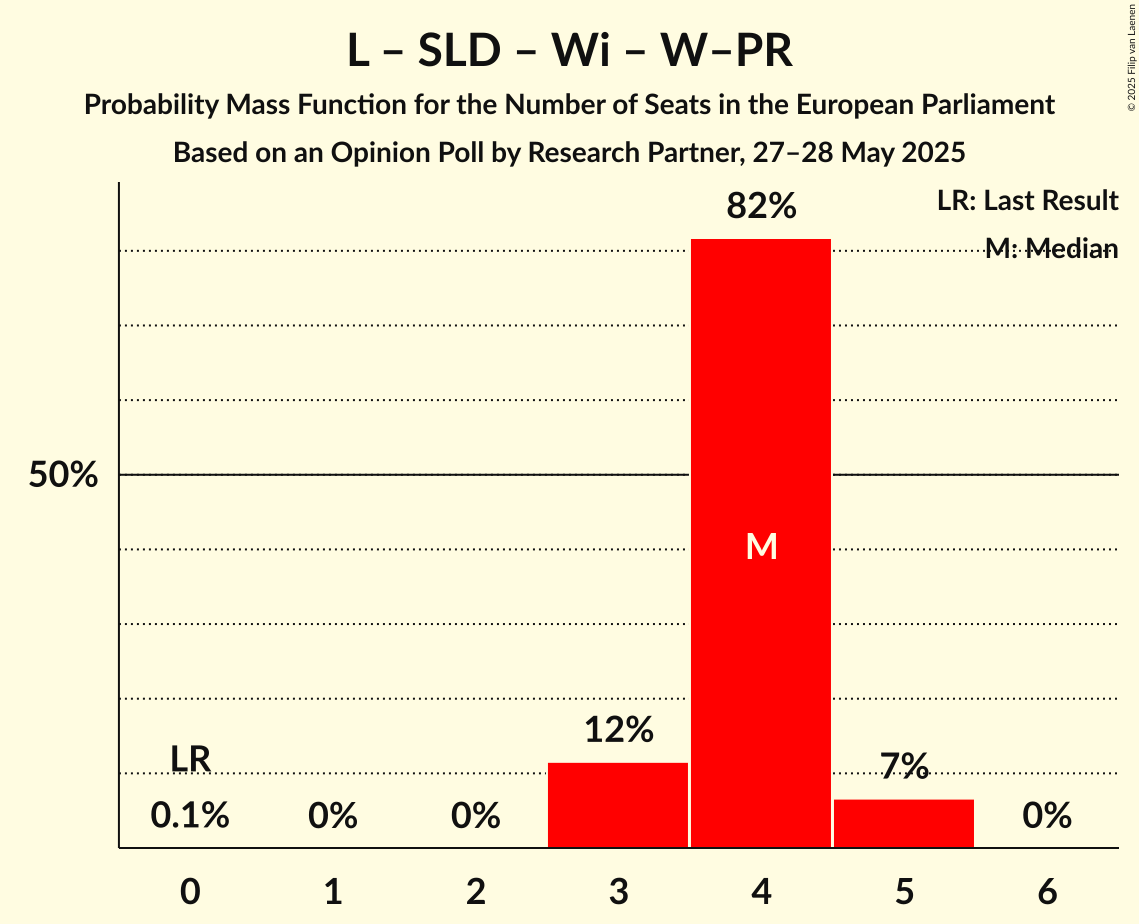 L – SLD – Wi – W–PR
Probability Mass Function for the Number of Seats in the European Parliament
Based on an Opinion Poll by Research Partner, 27–28 May 2025
© 2025 Filip van Laenen
LR: Last Result
M: Median
82%
50%
M
12%
LR
7%
0.1% 0% 0% 0%
0 1 2 3 4 5 6